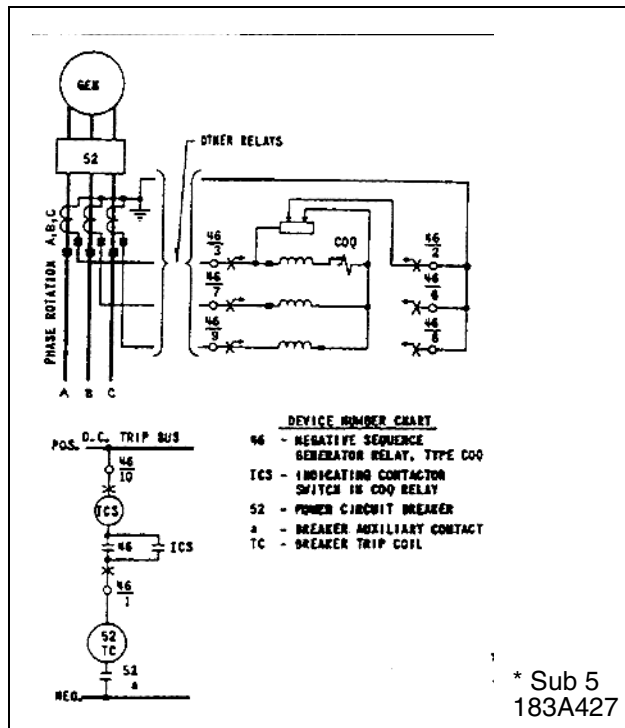 GEN
52
OTHER RELAYS
PHASE ROTATION A,B,C
46
3
COQ
46
2
46
7
46
6
46
9
46
8
A B C
DEVICE NUMBER CHART
46 - NEGATIVE SEQUENCE
GENERATOR RELAY, TYPE COQ
ICS - INDICATING CONTACTOR
SWITCH IN COQ RELAY
52 - POWER CIRCUIT BREAKER
a - BREAKER AUXILIARY CONTACT
TC - BREAKER TRIP COIL
POS. D.C. TRIP BUS
46
10
ICS
46 ICS
46
1
52
TC
52
a
NEG.
* Sub 5
183A427